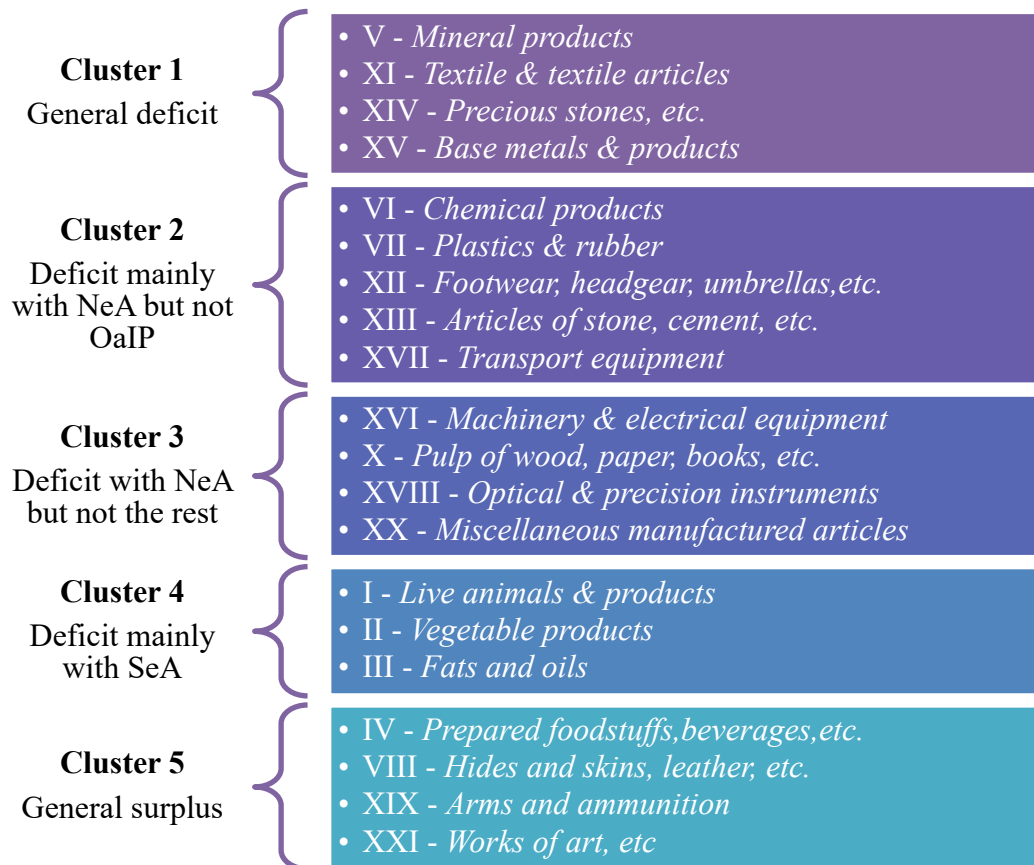 Cluster 1
General deficit
• V - Mineral products
• XI - Textile & textile articles
• XIV - Precious stones, etc.
• XV - Base metals & products
Cluster 2
Deficit mainly
with NeA but not
OaIP
• VI - Chemical products
• VII - Plastics & rubber
• XII - Footwear, headgear, umbrellas,etc.
• XIII - Articles of stone, cement, etc.
• XVII - Transport equipment
Cluster 3
Deficit with NeA
but not the rest
• XVI - Machinery & electrical equipment
• X - Pulp of wood, paper, books, etc.
• XVIII - Optical & precision instruments
• XX - Miscellaneous manufactured articles
Cluster 4
Deficit mainly
with SeA
• I - Live animals & products
• II - Vegetable products
• III - Fats and oils
Cluster 5
General surplus
• IV - Prepared foodstuffs,beverages,etc.
• VIII - Hides and skins, leather, etc.
• XIX - Arms and ammunition
• XXI - Works of art, etc